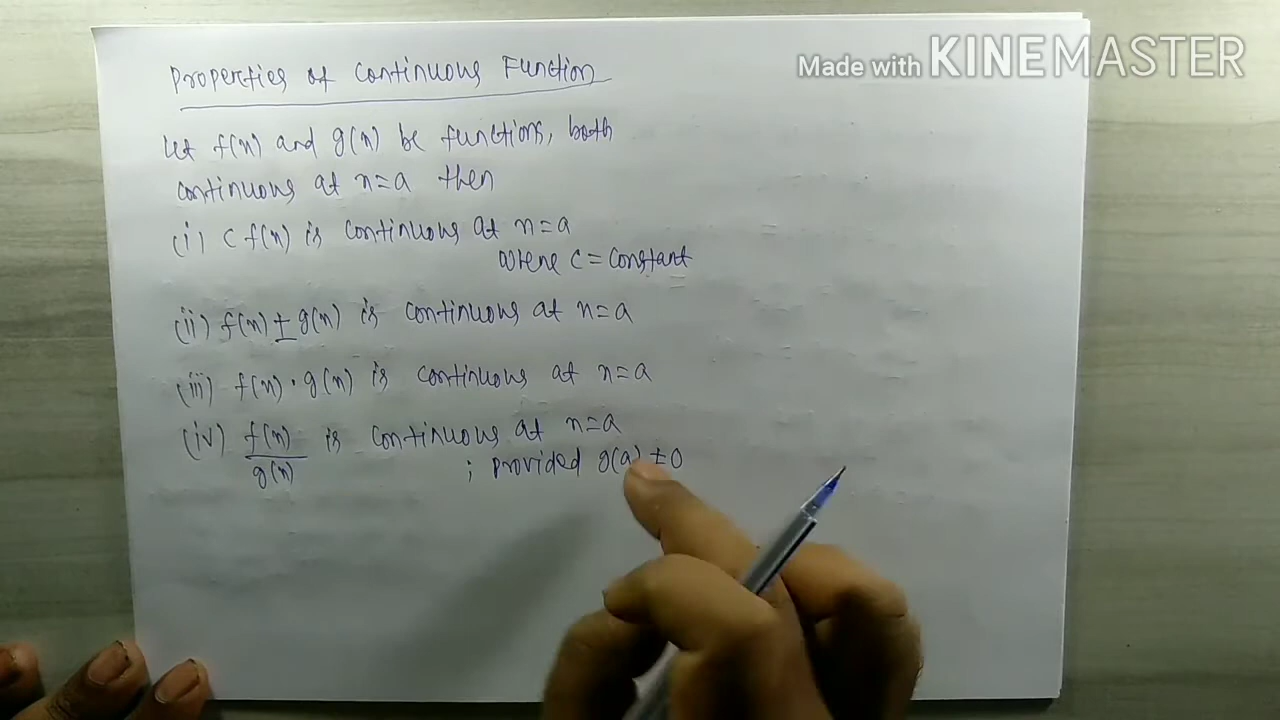 Made with KINEMASTER
Properties of Continuous Function
Let f(x) and g(x) be functions, both
continuous at x=a then
(i) c f(x) is continuous at x=a
where c = constant
(ii) f(x) ± g(x) is continuous at x=a
(iii) f(x) · g(x) is continuous at x=a
(iv) f(x)/g(x) is continuous at x=a
; provided g(a) ≠ 0